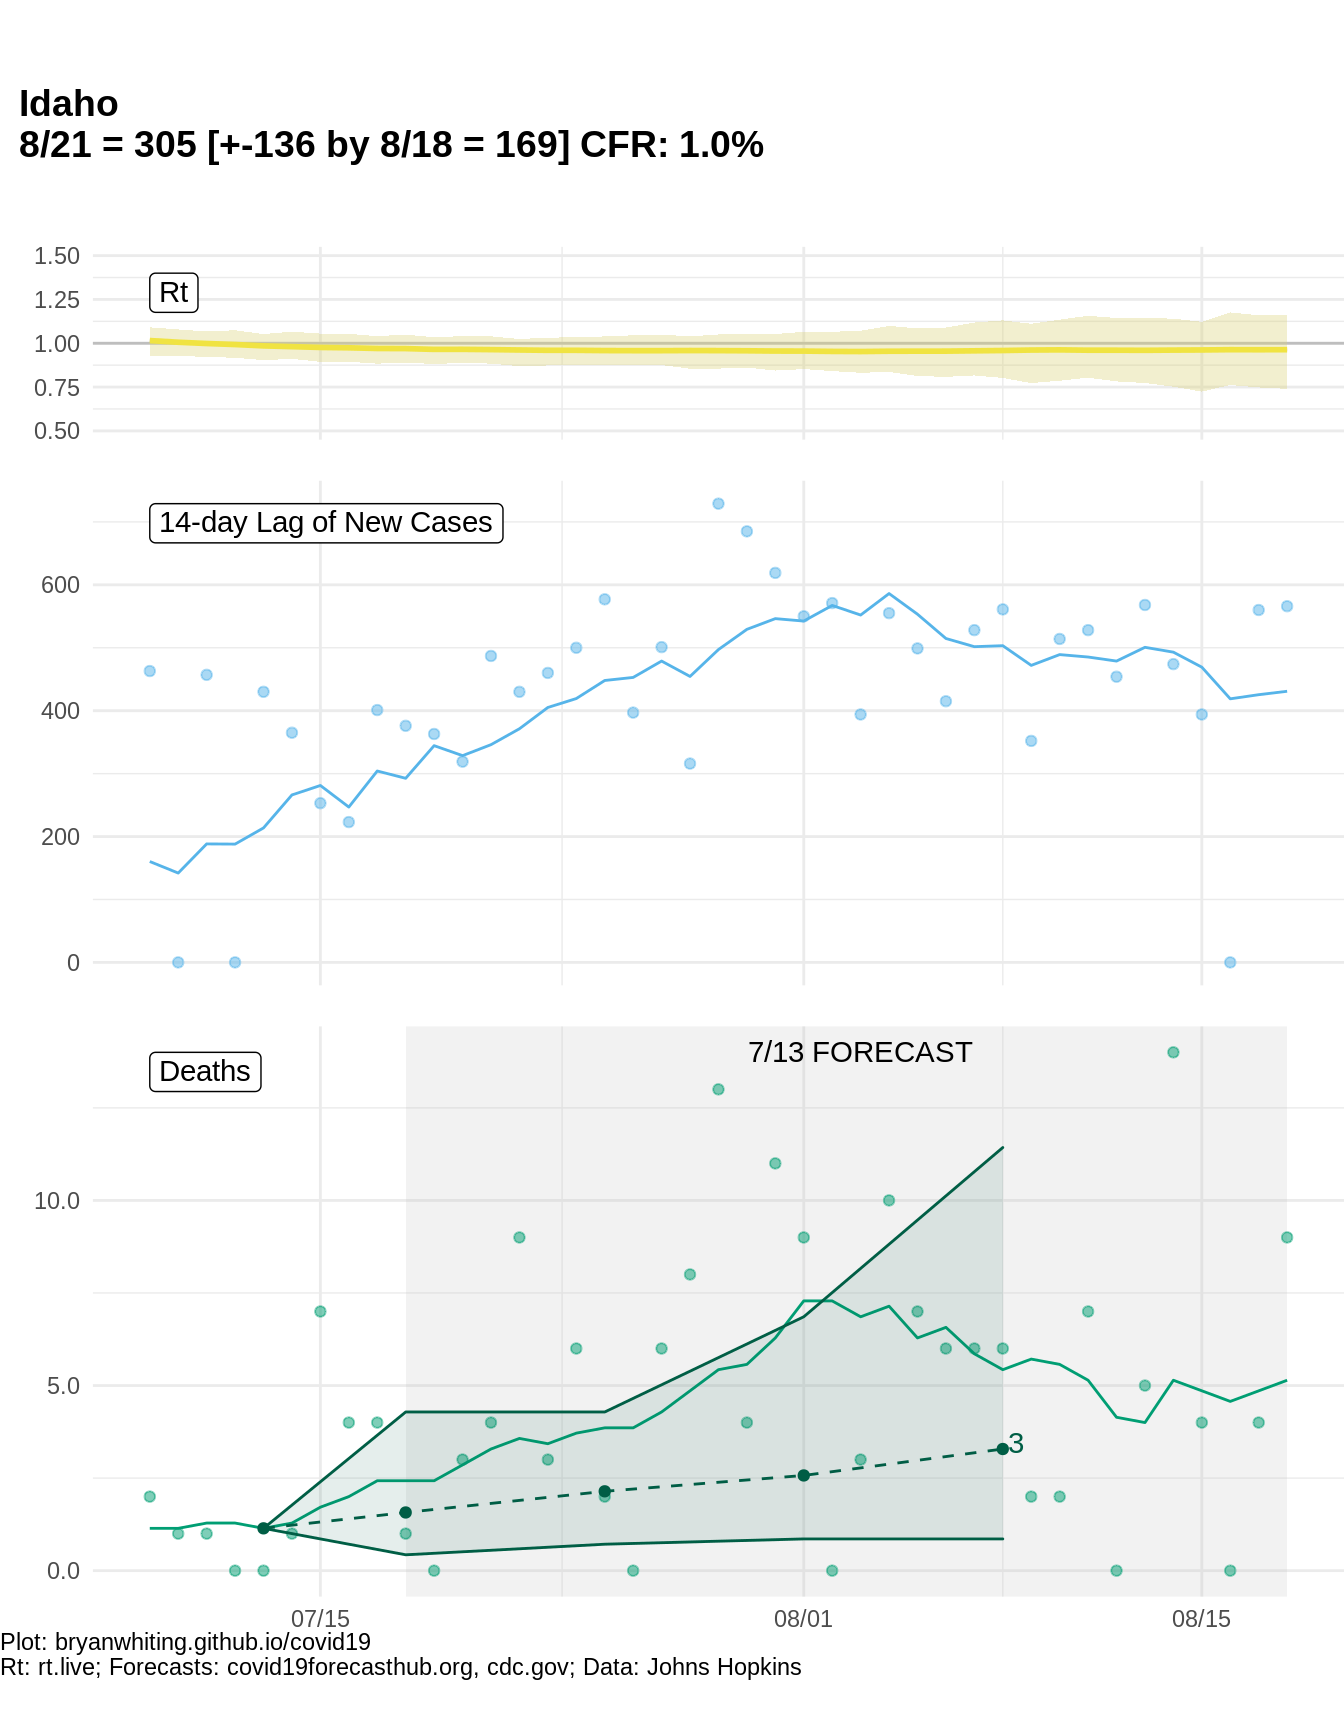 Idaho
8/21 = 305 [+-136 by 8/18 = 169] CFR: 1.0%
1.50
Rt
1.25
1.00
0.75
0.50
14-day Lag of New Cases
600
400
200
0
7/13 FORECAST
Deaths
10.0
5.0
3
0.0
07/15 08/01 08/15
Plot: bryanwhiting.github.io/covid19
Rt: rt.live; Forecasts: covid19forecasthub.org, cdc.gov; Data: Johns Hopkins